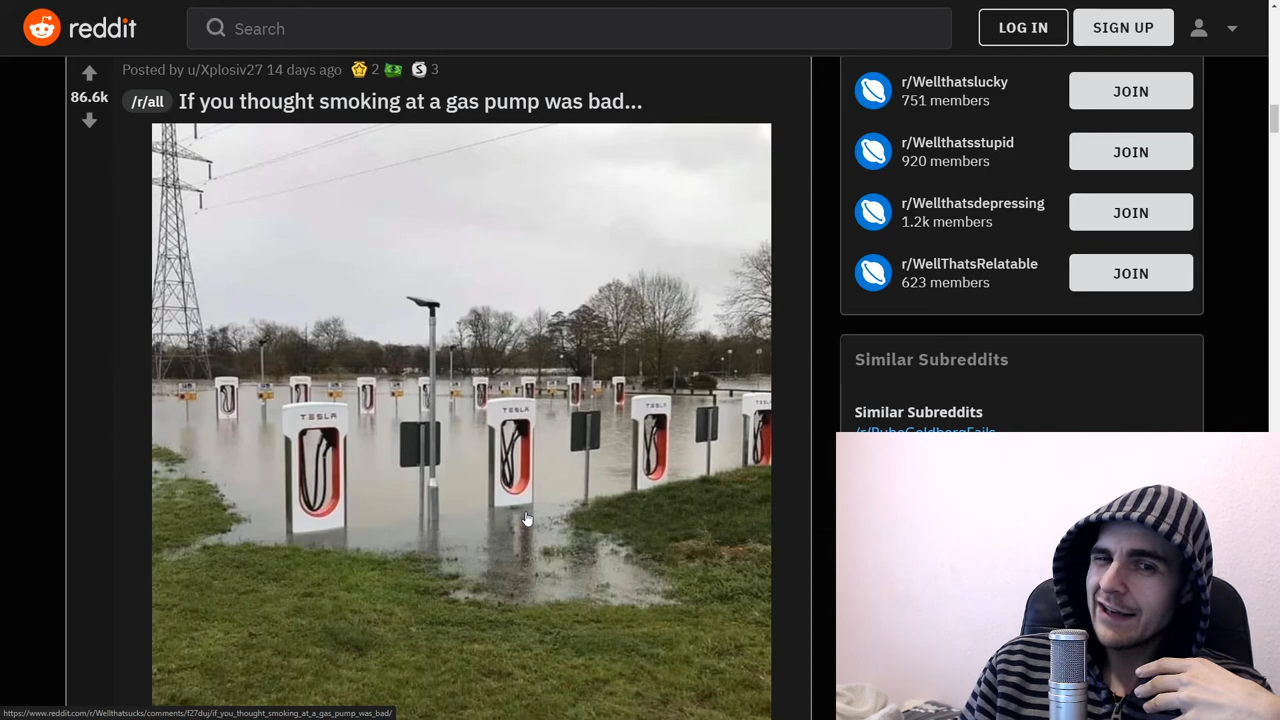 reddit
Search
LOG IN
SIGN UP
Posted by u/Xplosiv27 14 days ago
2
S 3
86.6k
/r/all
If you thought smoking at a gas pump was bad...
TESLA
TESLA
TESLA
TESLA
r/Wellthatslucky
751 members
JOIN
r/Wellthatsstupid
920 members
JOIN
r/Wellthatsdepressing
1.2k members
JOIN
r/WellThatsRelatable
623 members
JOIN
Similar Subreddits
Similar Subreddits
/r/RubeGoldbergFails
https://www.reddit.com/r/Wellthatsucks/comments/f27duj/if_you_thought_smoking_at_a_gas_pump_was_bad/